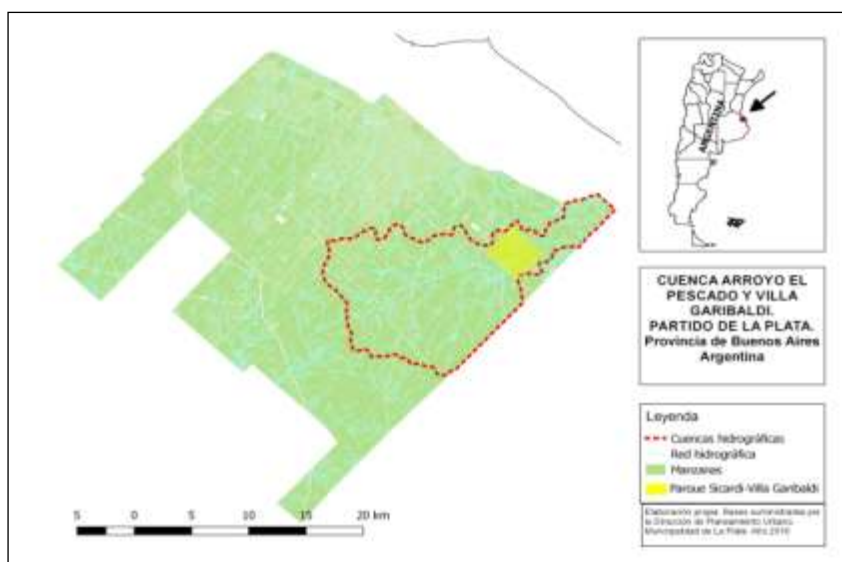 ARGENTINA
CUENCA ARROYO EL
PESCADO Y VILLA
GARIBALDI.
PARTIDO DE LA PLATA.
Provincia de Buenos Aires
Argentina
Leyenda
Cuencas hidrográficas
Red hidrográfica
Manzanas
Parque Sicardi-Villa Garibaldi
Elaboración propia. Bases suministradas por
la Dirección de Planeamiento Urbano.
Municipalidad de La Plata. Año 2010
5 0 5 10 15 20 km